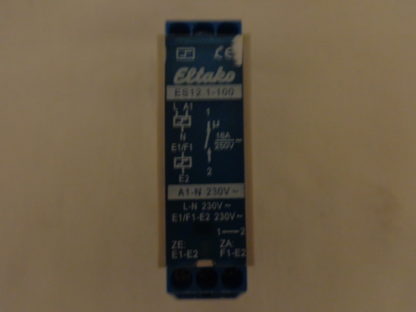 CE
Eltako
ES12.1-100
L A1 1
N
16A
250V~
E1/F1
E2 2
A1-N 230V~
L-N 230V~
E1/F1-E2 230V~
1 2
ZE: ZA:
E1-E2 F1-E2